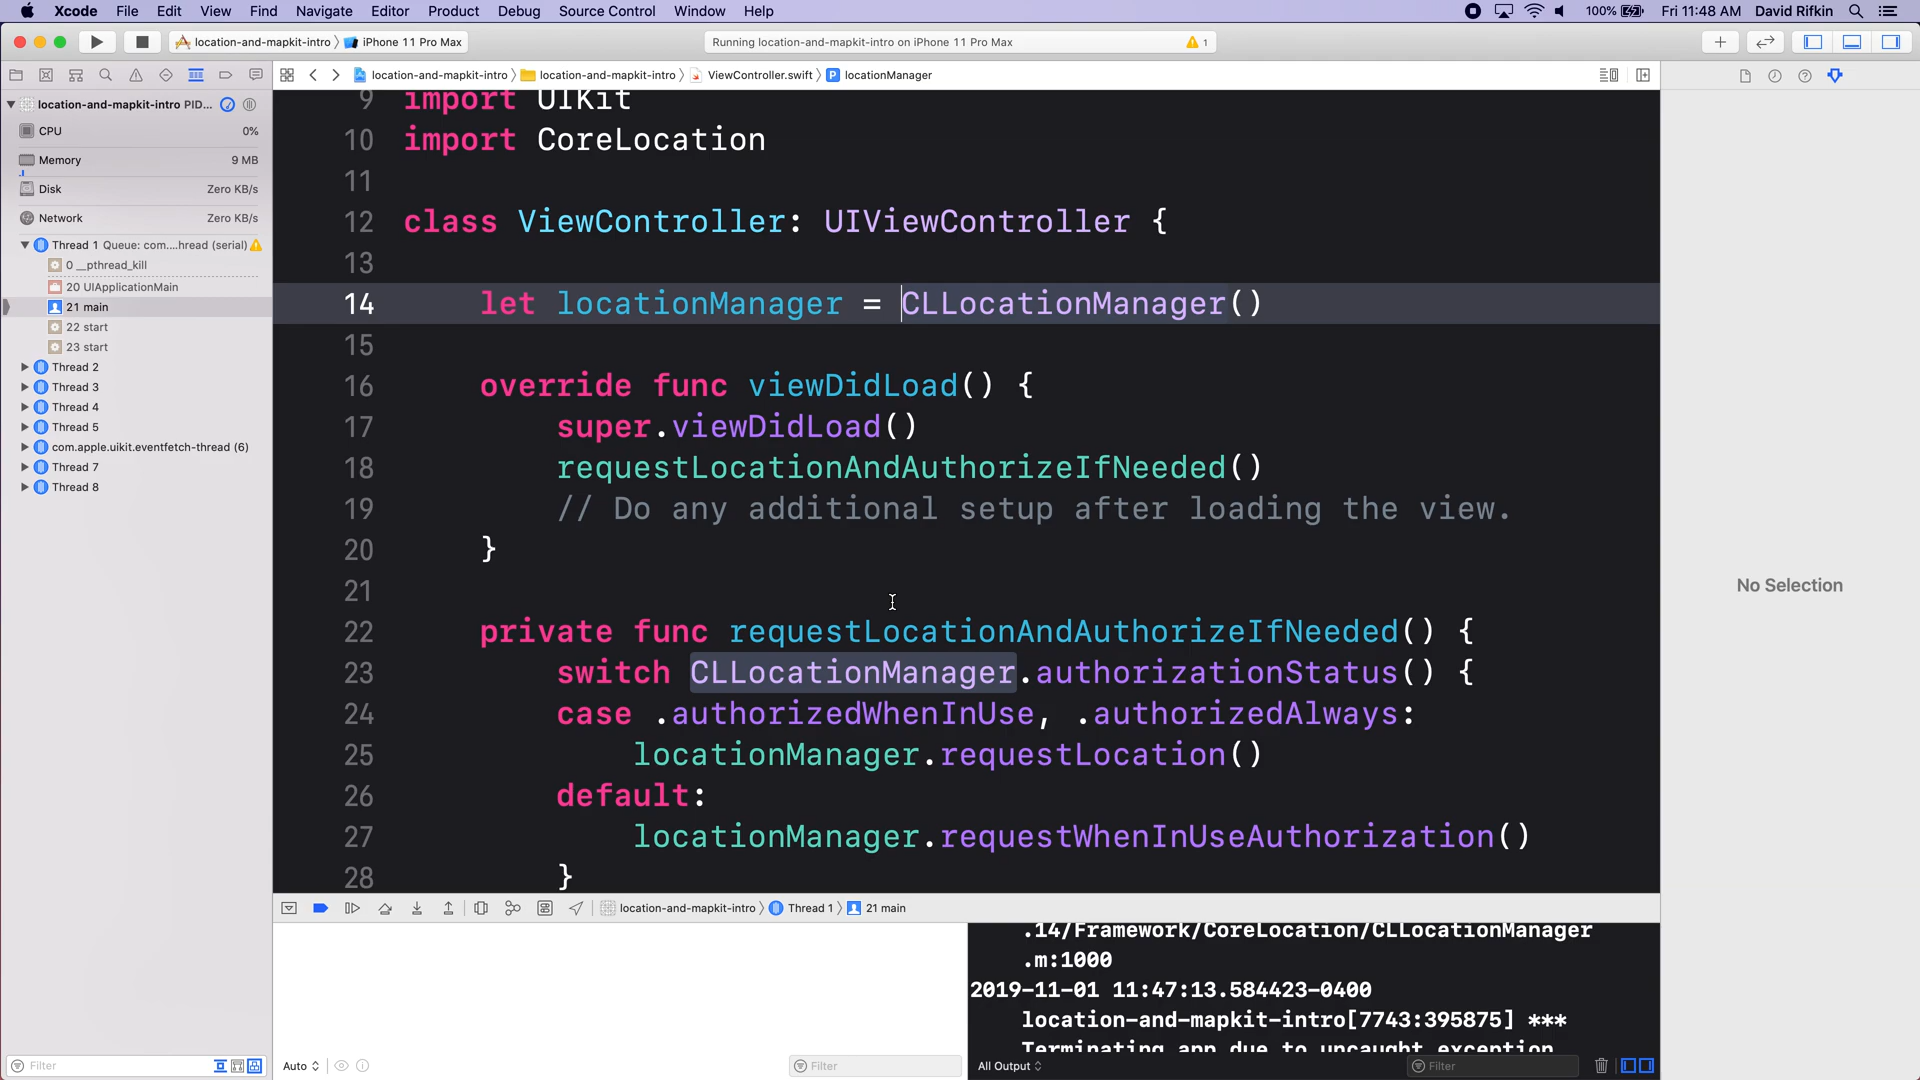 Xcode File Edit View Find Navigate Editor Product Debug Source Control Window Help 100% Fri 11:48 AM David Rifkin
location-and-mapkit-intro iPhone 11 Pro Max Running location-and-mapkit-intro on iPhone 11 Pro Max 1
location-and-mapkit-intro location-and-mapkit-intro ViewController.swift P locationManager
location-and-mapkit-intro PID...
CPU 0%
Memory 9 MB
Disk Zero KB/s
Network Zero KB/s
Thread 1 Queue: com....hread (serial)
0 __pthread_kill
20 UIApplicationMain
21 main
22 start
23 start
Thread 2
Thread 3
Thread 4
Thread 5
com.apple.uikit.eventfetch-thread (6)
Thread 7
Thread 8
Filter
9 import UIKit
10 import CoreLocation
11
12 class ViewController: UIViewController {
13
14 let locationManager = CLLocationManager()
15
16 override func viewDidLoad() {
17 super.viewDidLoad()
18 requestLocationAndAuthorizeIfNeeded()
19 // Do any additional setup after loading the view.
20 }
21
22 private func requestLocationAndAuthorizeIfNeeded() {
23 switch CLLocationManager.authorizationStatus() {
24 case .authorizedWhenInUse, .authorizedAlways:
25 locationManager.requestLocation()
26 default:
27 locationManager.requestWhenInUseAuthorization()
28 }
location-and-mapkit-intro Thread 1 21 main
.14/Framework/CoreLocation/CLLocationManager
.m:1000
2019-11-01 11:47:13.584423-0400
location-and-mapkit-intro[7743:395875] ***
Terminating app due to uncaught exception
Auto Filter All Output Filter
No Selection